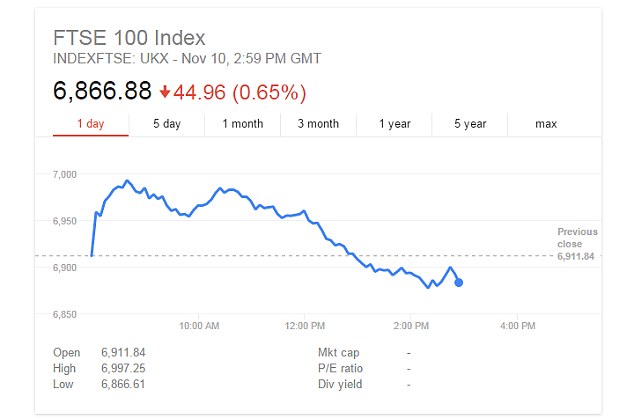 FTSE 100 Index
INDEXFTSE: UKX - Nov 10, 2:59 PM GMT
6,866.88 44.96 (0.65%)
1 day 5 day 1 month 3 month 1 year 5 year max
7,000
6,950
Previous
close
6,911.84
6,900
6,850
10:00 AM 12:00 PM 2:00 PM 4:00 PM
Open 6,911.84 Mkt cap -
High 6,997.25 P/E ratio -
Low 6,866.61 Div yield -